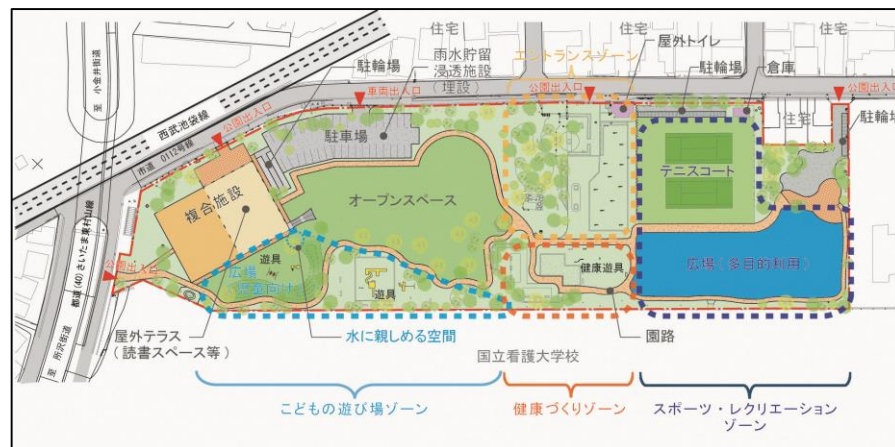 至 小金井街道
西武池袋線
市道 0112号線
都道(40)さいたま東村山線
至 所沢街道
住宅
住宅
住宅
住宅
公園出入口
公園出入口
車両出入口
公園出入口
公園出入口
駐輪場
雨水貯留
浸透施設
(埋設)
エントランスゾーン
屋外トイレ
駐輪場
倉庫
駐輪場
駐車場
複合施設
オープンスペース
テニスコート
遊具
広場
(児童向け)
遊具
健康遊具
広場(多目的利用)
屋外テラス
(読書スペース等)
水に親しめる空間
園路
国立看護大学校
こどもの遊び場ゾーン
健康づくりゾーン
スポーツ・レクリエーション
ゾーン